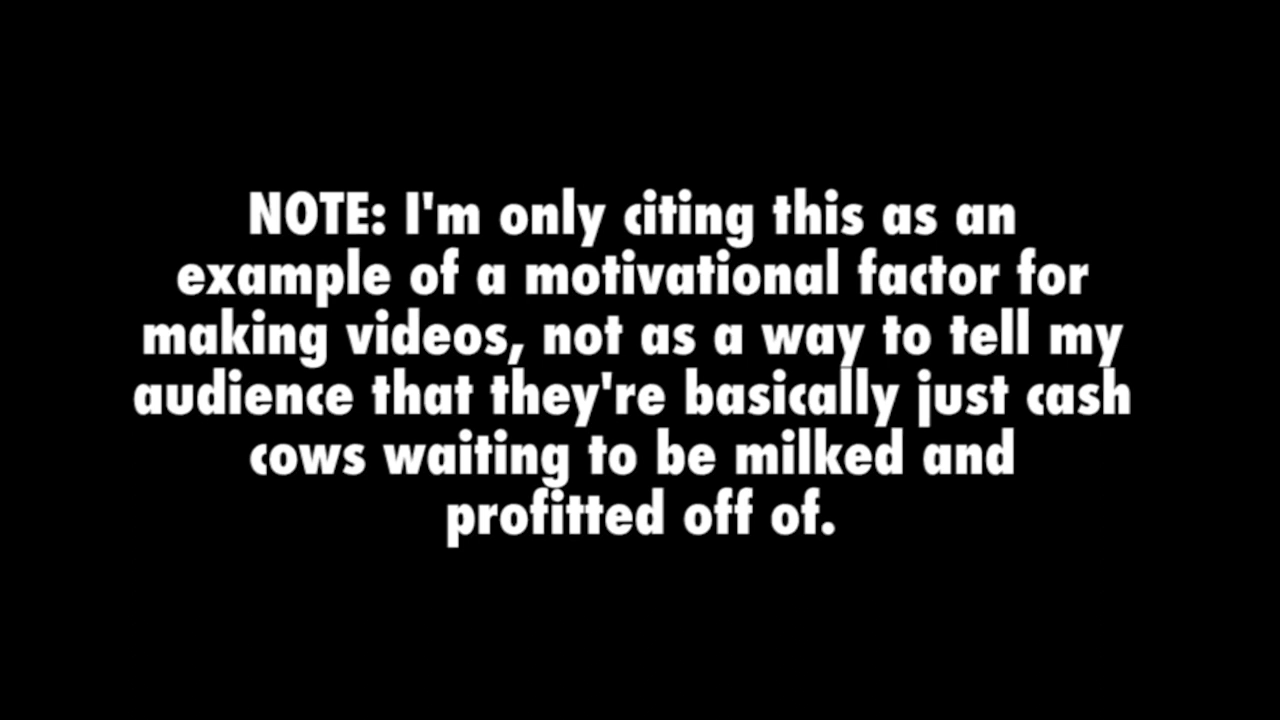 NOTE: I'm only citing this as an
example of a motivational factor for
making videos, not as a way to tell my
audience that they're basically just cash
cows waiting to be milked and
profitted off of.